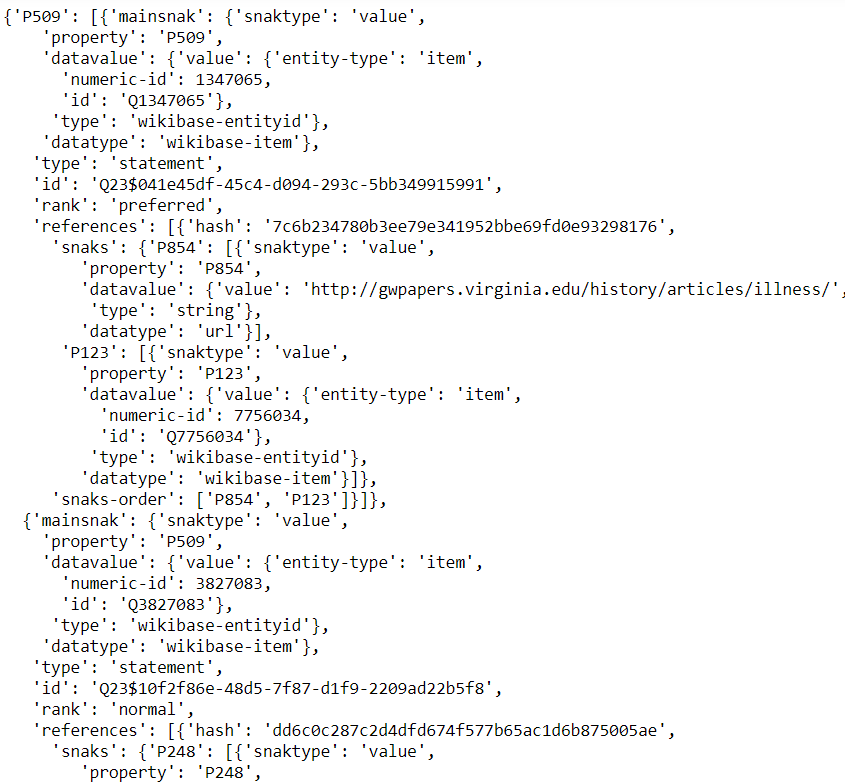 {'P509': [{'mainsnak': {'snaktype': 'value',
'property': 'P509',
'datavalue': {'value': {'entity-type': 'item',
'numeric-id': 1347065,
'id': 'Q1347065'},
'type': 'wikibase-entityid'},
'datatype': 'wikibase-item'},
'type': 'statement',
'id': 'Q23$041e45df-45c4-d094-293c-5bb349915991',
'rank': 'preferred',
'references': [{'hash': '7c6b234780b3ee79e341952bbe69fd0e93298176',
'snaks': {'P854': [{'snaktype': 'value',
'property': 'P854',
'datavalue': {'value': 'http://gwpapers.virginia.edu/history/articles/illness/',
'type': 'string'},
'datatype': 'url'}],
'P123': [{'snaktype': 'value',
'property': 'P123',
'datavalue': {'value': {'entity-type': 'item',
'numeric-id': 7756034,
'id': 'Q7756034'},
'type': 'wikibase-entityid'},
'datatype': 'wikibase-item'}]},
'snaks-order': ['P854', 'P123']}]},
{'mainsnak': {'snaktype': 'value',
'property': 'P509',
'datavalue': {'value': {'entity-type': 'item',
'numeric-id': 3827083,
'id': 'Q3827083'},
'type': 'wikibase-entityid'},
'datatype': 'wikibase-item'},
'type': 'statement',
'id': 'Q23$10f2f86e-48d5-7f87-d1f9-2209ad22b5f8',
'rank': 'normal',
'references': [{'hash': 'dd6c0c287c2d4dfd674f577b65ac1d6b875005ae',
'snaks': {'P248': [{'snaktype': 'value',
'property': 'P248',